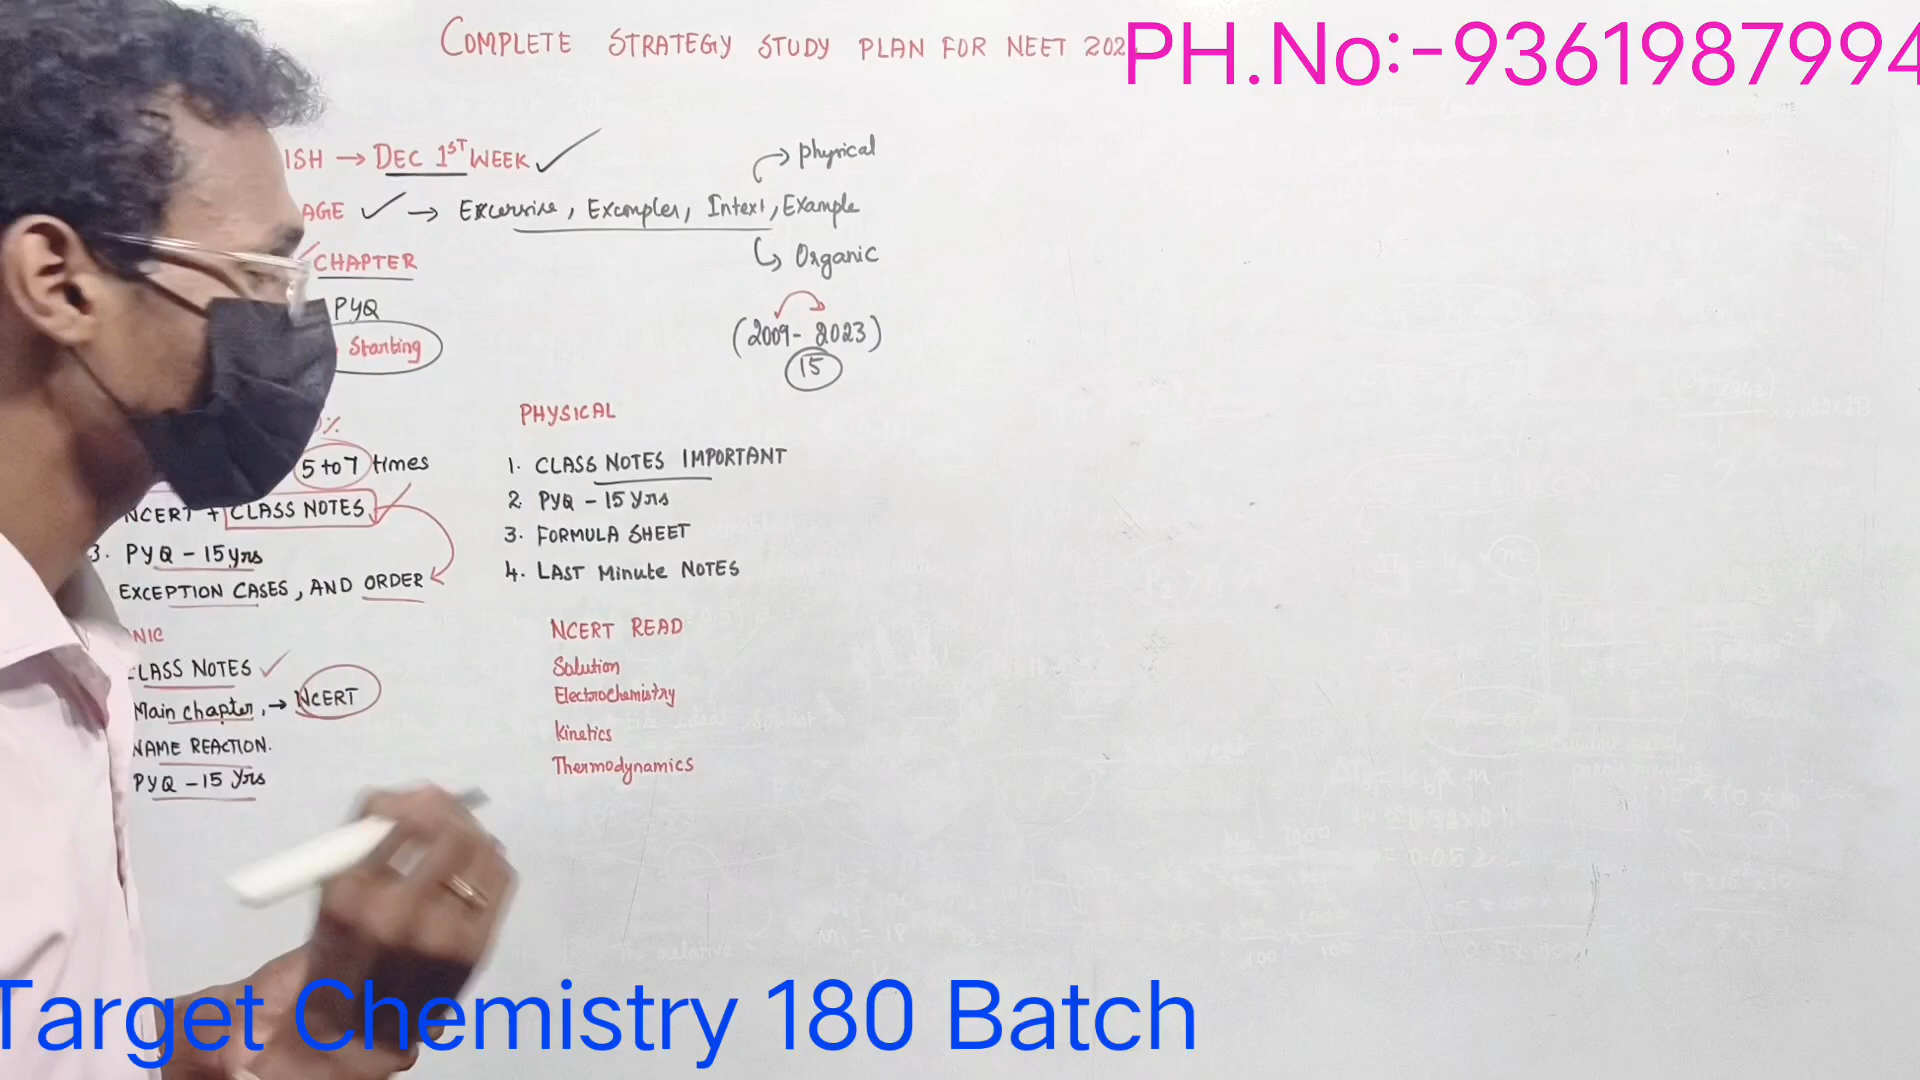 COMPLETE STRATEGY STUDY PLAN FOR NEET 202
PH.No:-9361987994
ISH → DEC 1ST WEEK ✓
physical
AGE ✓ → Excersise, Examples, Intext, Example
Organic
CHAPTER
PYQ
Starting
(2009-2023)
15
%
5 to 7 times
NCERT + CLASS NOTES
3. PYQ - 15 yrs
EXCEPTION CASES, AND ORDER
NIC
CLASS NOTES ✓
Main chapter, → NCERT
NAME REACTION.
PYQ - 15 Yrs
PHYSICAL
1. CLASS NOTES IMPORTANT
2. PYQ - 15 Yrs
3. FORMULA SHEET
4. LAST Minute NOTES
NCERT READ
Solution
Electrochemistry
Kinetics
Thermodynamics
Target Chemistry 180 Batch